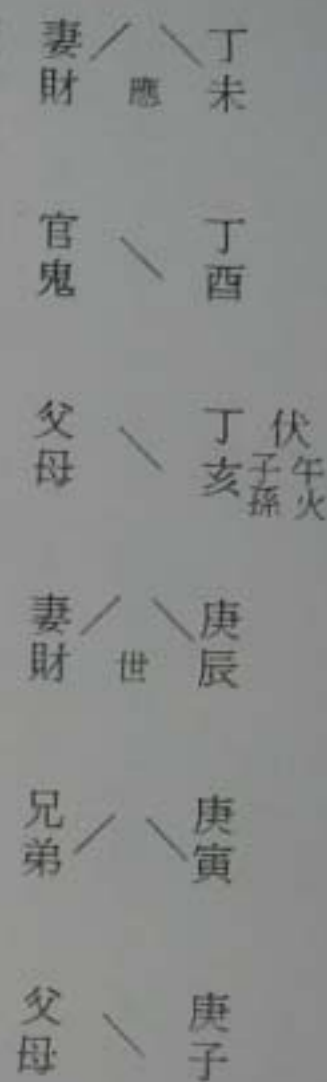 妻財 應 丁未
官鬼 丁酉
父母 丁亥 伏 午火 子孫
妻財 世 庚辰
兄弟 庚寅
父母 庚子